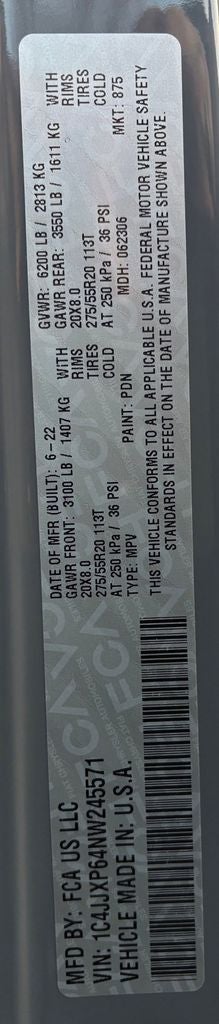 MFD BY: FCA US LLC
VIN: 1C4JJXP64NW245571
VEHICLE MADE IN: U.S.A.
DATE OF MFR (BUILT): 6-22 GVWR: 6200 LB / 2813 KG
GAWR FRONT: 3100 LB / 1407 KG WITH GAWR REAR: 3550 LB / 1611 KG WITH
20X8.0 RIMS 20X8.0 RIMS
275/55R20 113T TIRES 275/55R20 113T TIRES
AT 250 kPa / 36 PSI COLD AT 250 kPa / 36 PSI COLD
TYPE: MPV PAINT: PDN MDH: 062306 MKT: 875
THIS VEHICLE CONFORMS TO ALL APPLICABLE U.S.A. FEDERAL MOTOR VEHICLE SAFETY
STANDARDS IN EFFECT ON THE DATE OF MANUFACTURE SHOWN ABOVE.